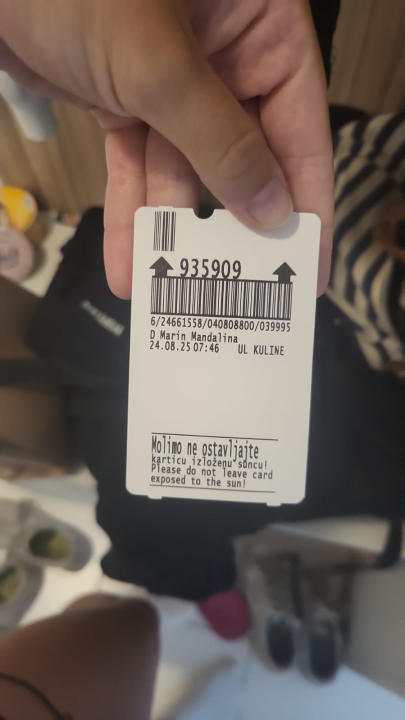 935909
6/24661558/040808800/039995
D Marin Mandalina
24.08.25 07:46 UL KULINE
Molimo ne ostavljajte
karticu izloženu suncu!
Please do not leave card
exposed to the sun!